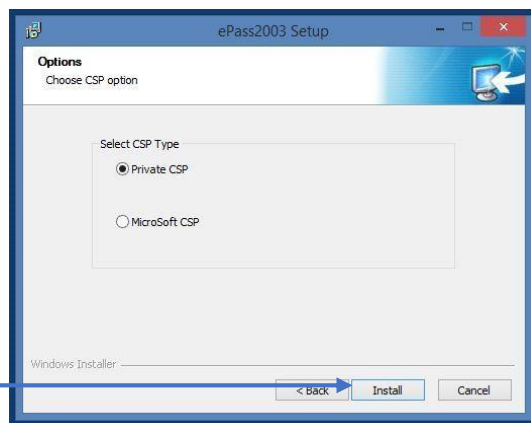 ePass2003 Setup
Options
Choose CSP option
Select CSP Type
Private CSP
MicroSoft CSP
Windows Installer
< Back Install Cancel